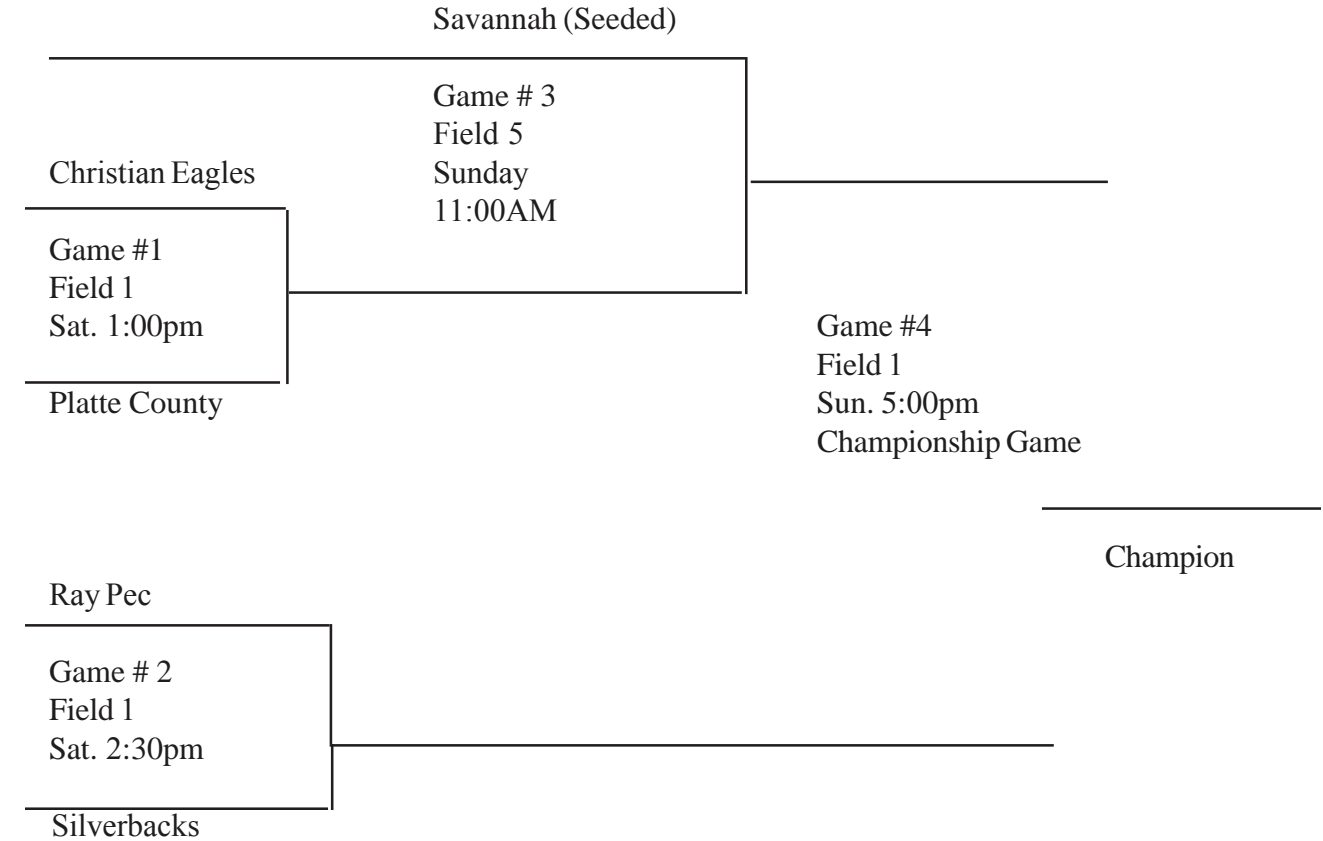 Savannah (Seeded)
Game # 3
Field 5
Sunday
11:00AM
Christian Eagles
Game #1
Field 1
Sat. 1:00pm
Platte County
Game #4
Field 1
Sun. 5:00pm
Championship Game
Champion
Ray Pec
Game # 2
Field 1
Sat. 2:30pm
Silverbacks